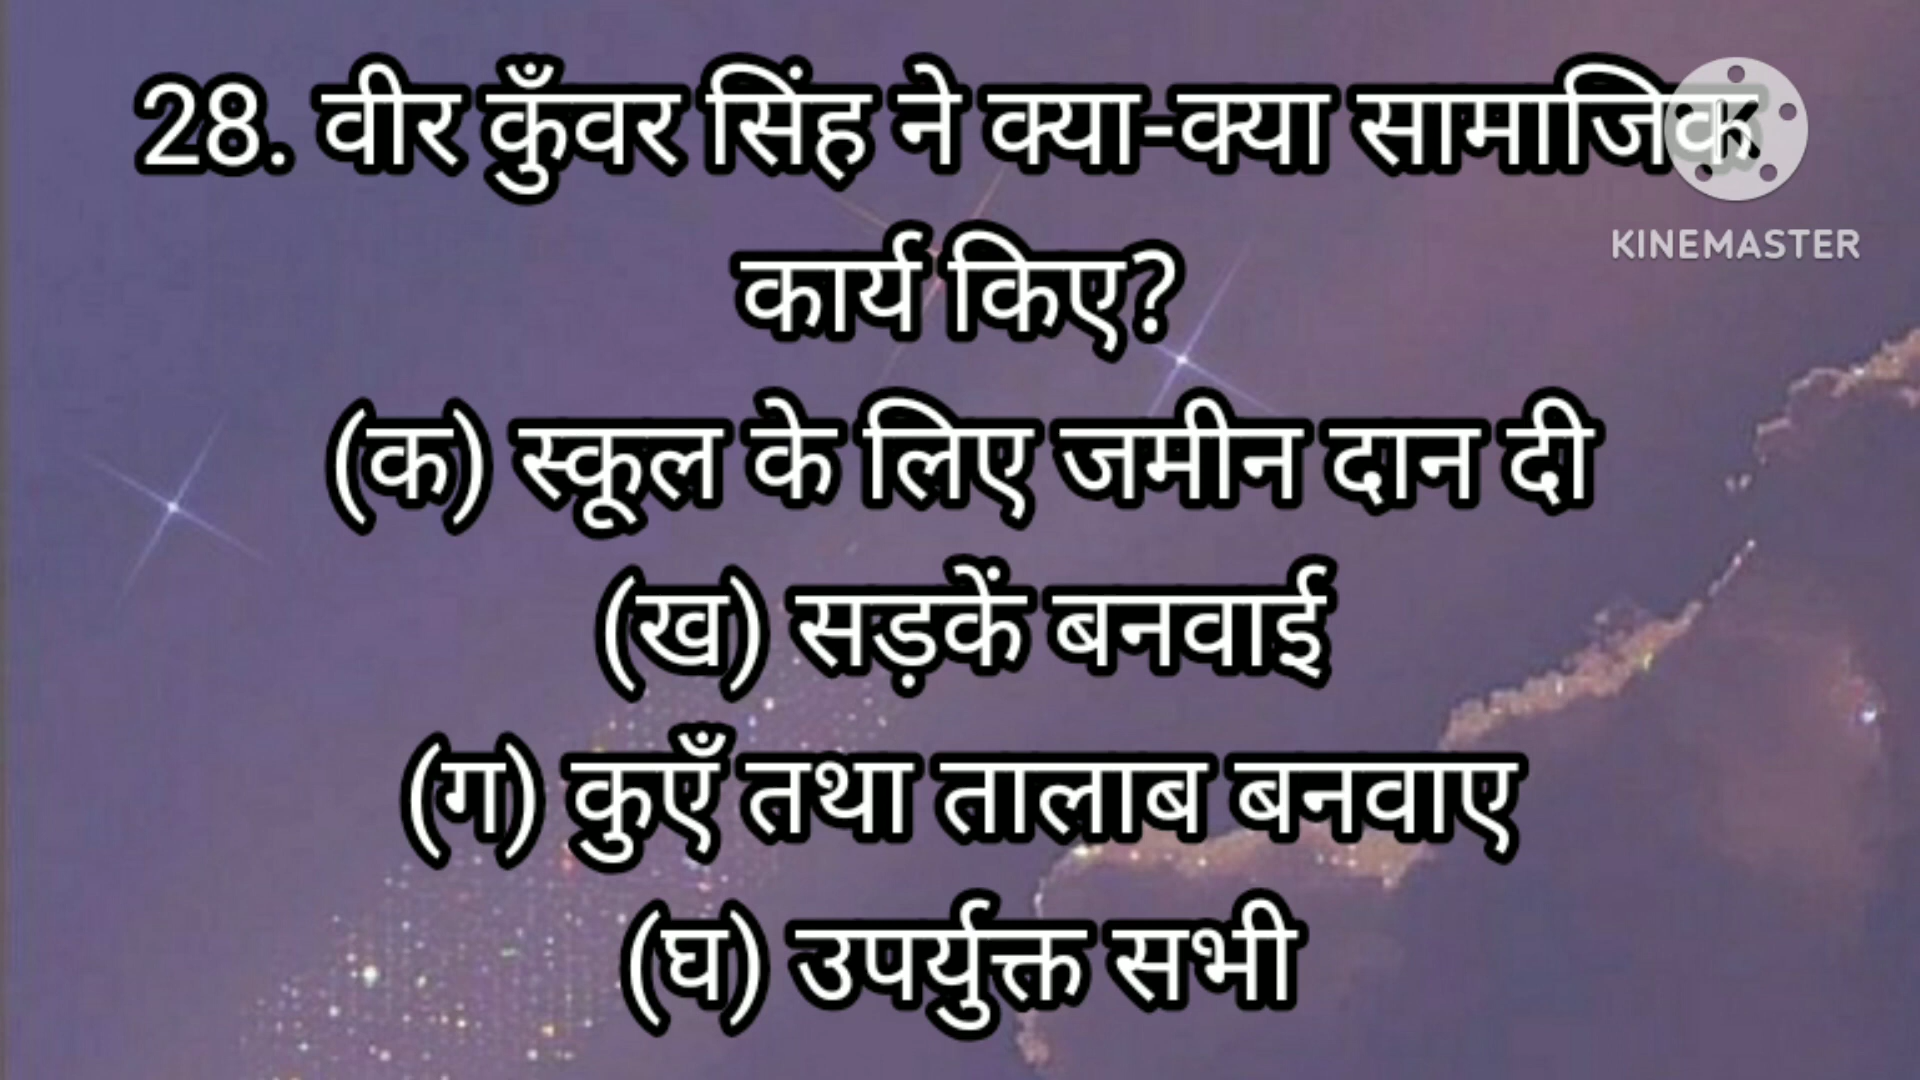 28. वीर कुँवर सिंह ने क्या-क्या सामाजिक
कार्य किए?
KINEMASTER
(क) स्कूल के लिए जमीन दान दी
(ख) सड़कें बनवाई
(ग) कुएँ तथा तालाब बनवाए
(घ) उपर्युक्त सभी